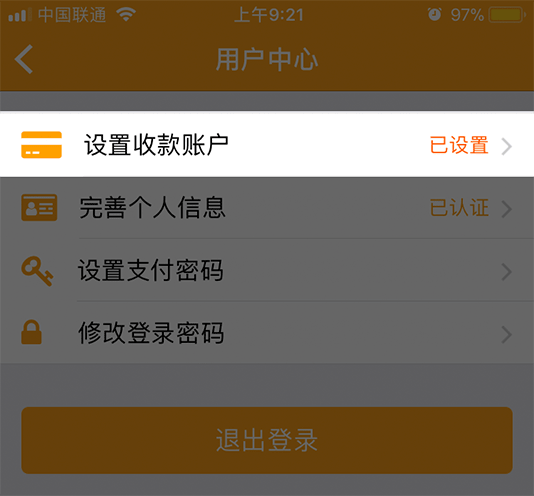 中国联通 上午9:21 97%
用户中心
设置收款账户 已设置
完善个人信息 已认证
设置支付密码
修改登录密码
退出登录